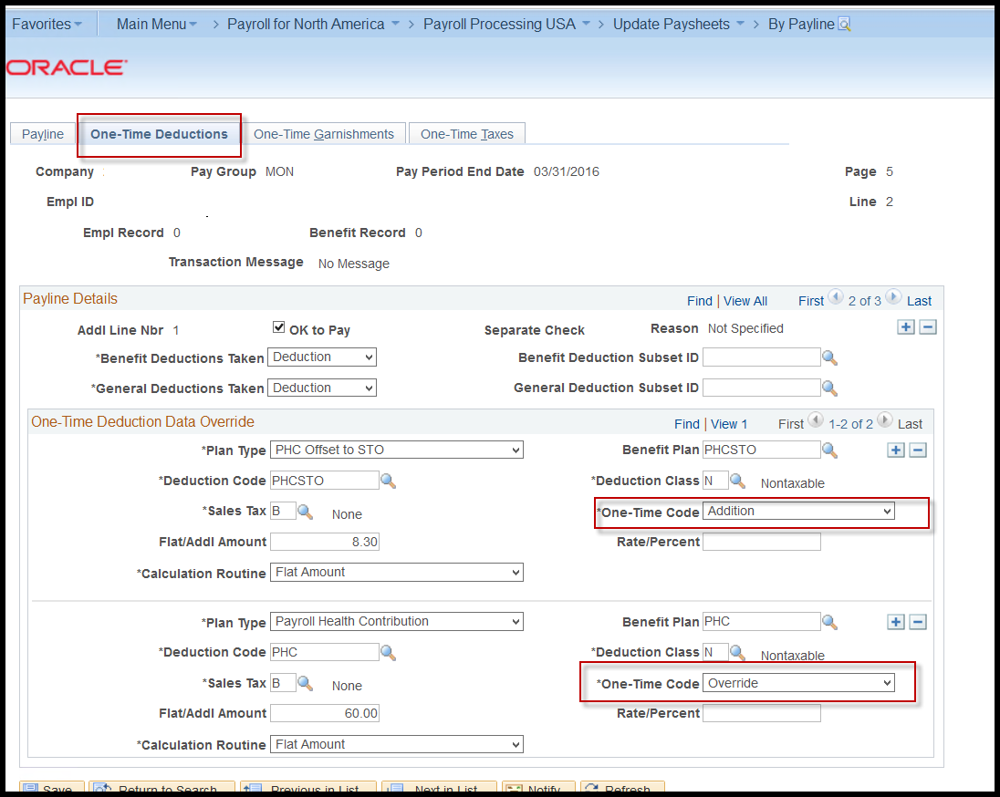 Favorites Main Menu > Payroll for North America > Payroll Processing USA > Update Paysheets > By Payline
ORACLE
Payline One-Time Deductions One-Time Garnishments One-Time Taxes
Company Pay Group MON Pay Period End Date 03/31/2016 Page 5
Empl ID Line 2
Empl Record 0 Benefit Record 0
Transaction Message No Message
Payline Details Find | View All First 2 of 3 Last
Addl Line Nbr 1 OK to Pay Separate Check Reason Not Specified
*Benefit Deductions Taken Deduction Benefit Deduction Subset ID
*General Deductions Taken Deduction General Deduction Subset ID
One-Time Deduction Data Override Find | View 1 First 1-2 of 2 Last
*Plan Type PHC Offset to STO Benefit Plan PHCSTO
*Deduction Code PHCSTO *Deduction Class N Nontaxable
*Sales Tax B None *One-Time Code Addition
Flat/Addl Amount 8.30 Rate/Percent
*Calculation Routine Flat Amount
*Plan Type Payroll Health Contribution Benefit Plan PHC
*Deduction Code PHC *Deduction Class N Nontaxable
*Sales Tax B None *One-Time Code Override
Flat/Addl Amount 60.00 Rate/Percent
*Calculation Routine Flat Amount
Save Return to Search Previous in List Next in List Notify Refresh